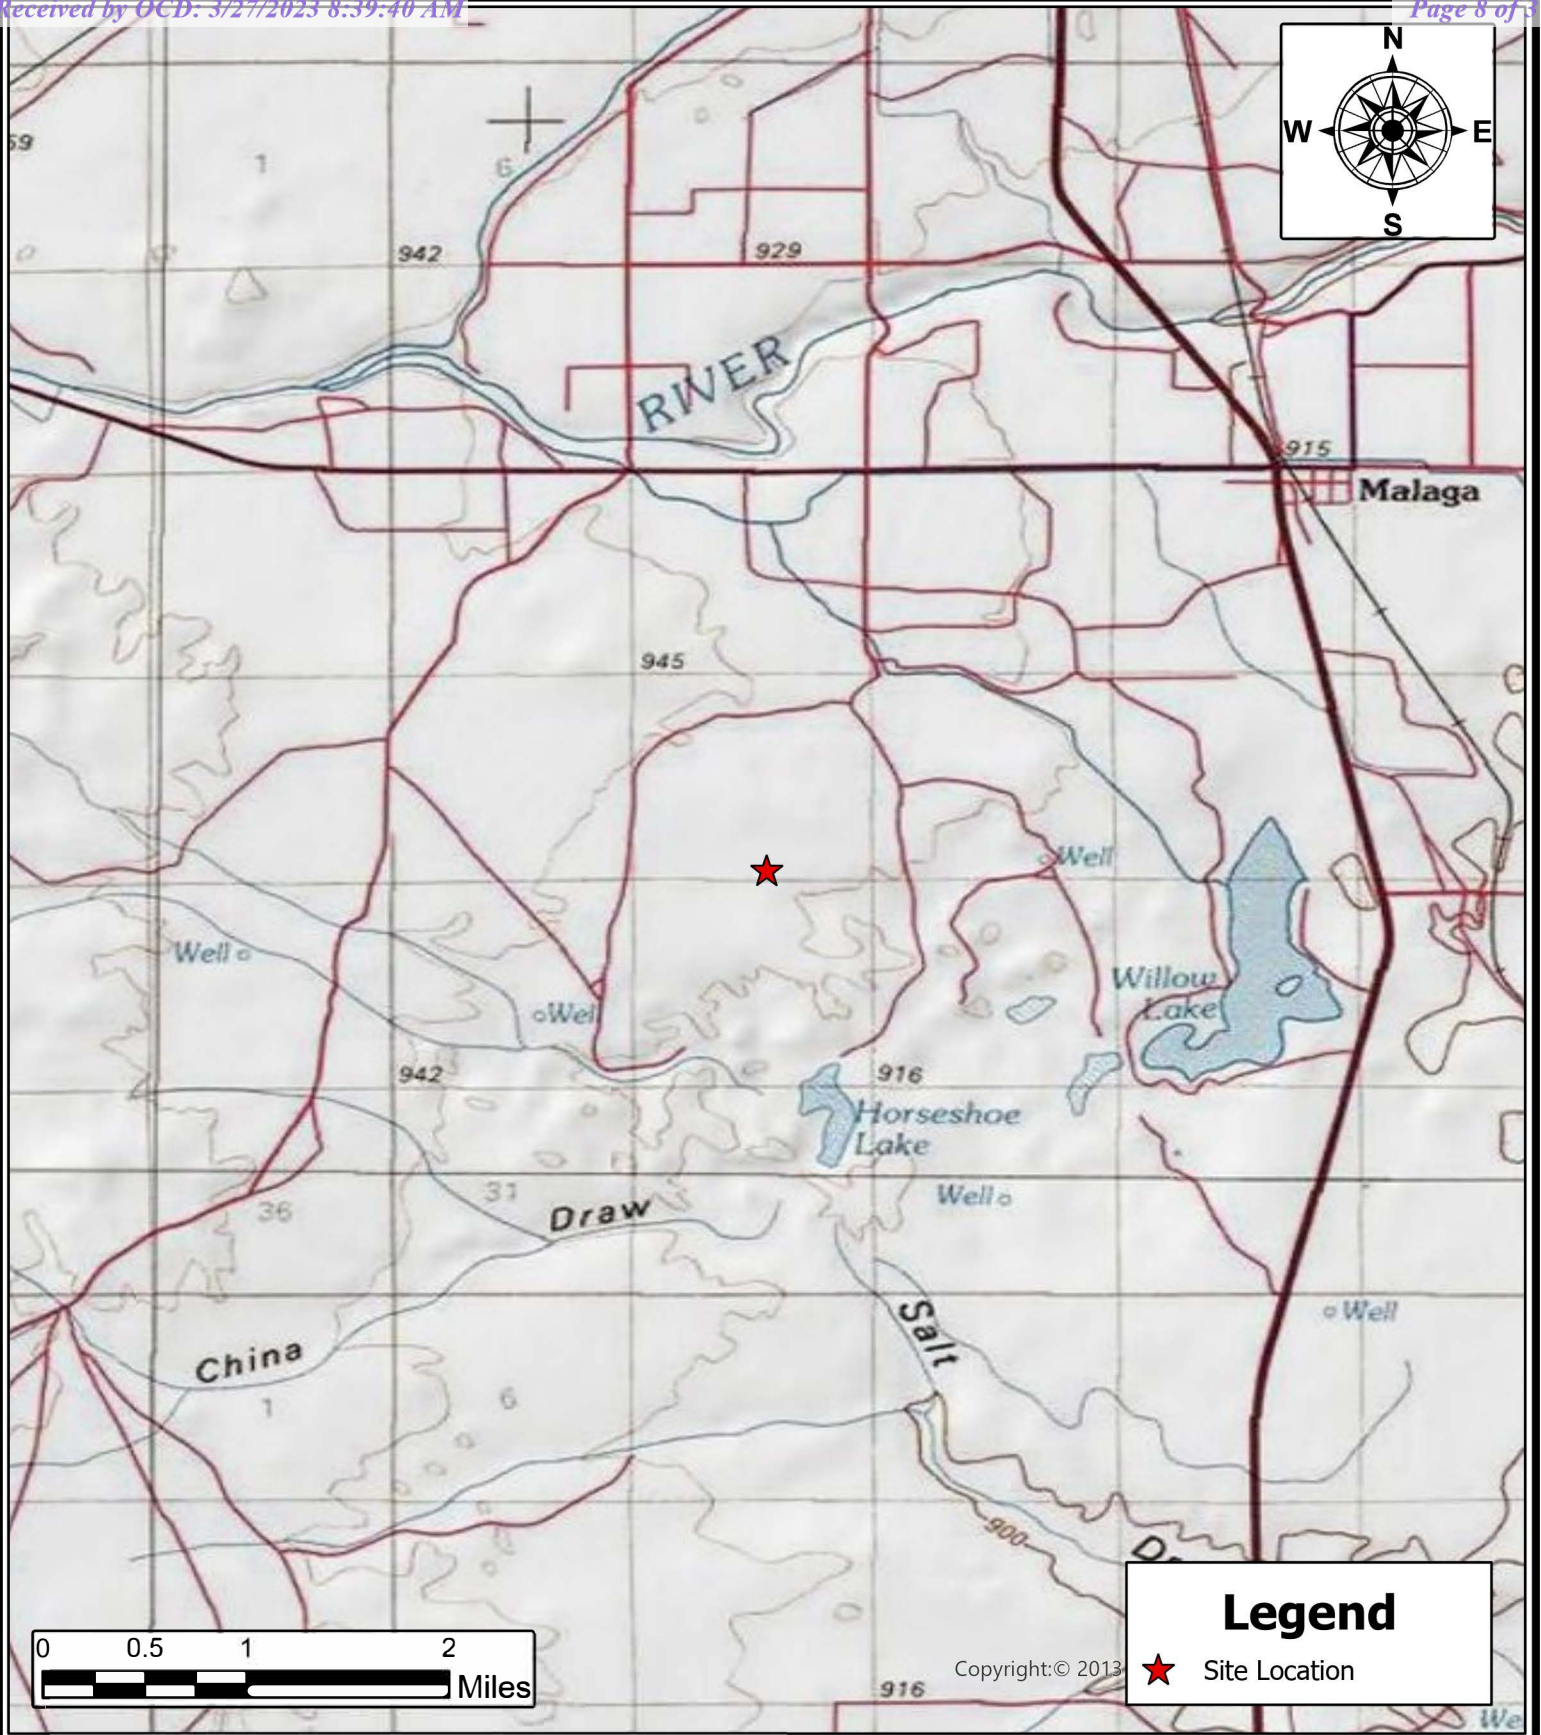 Received by OCD: 3/27/2023 8:39:40 AM
Page 8 of 3
N
W
E
S
59
1
6
942
929
RIVER
915
Malaga
945
Well
Well
Willow
Lake
Well
942
916
Horseshoe
Lake
31
Well
36
Draw
Salt
Well
China
1
6
900
Legend
Site Location
0 0.5 1 2
Miles
Copyright:© 2013
916